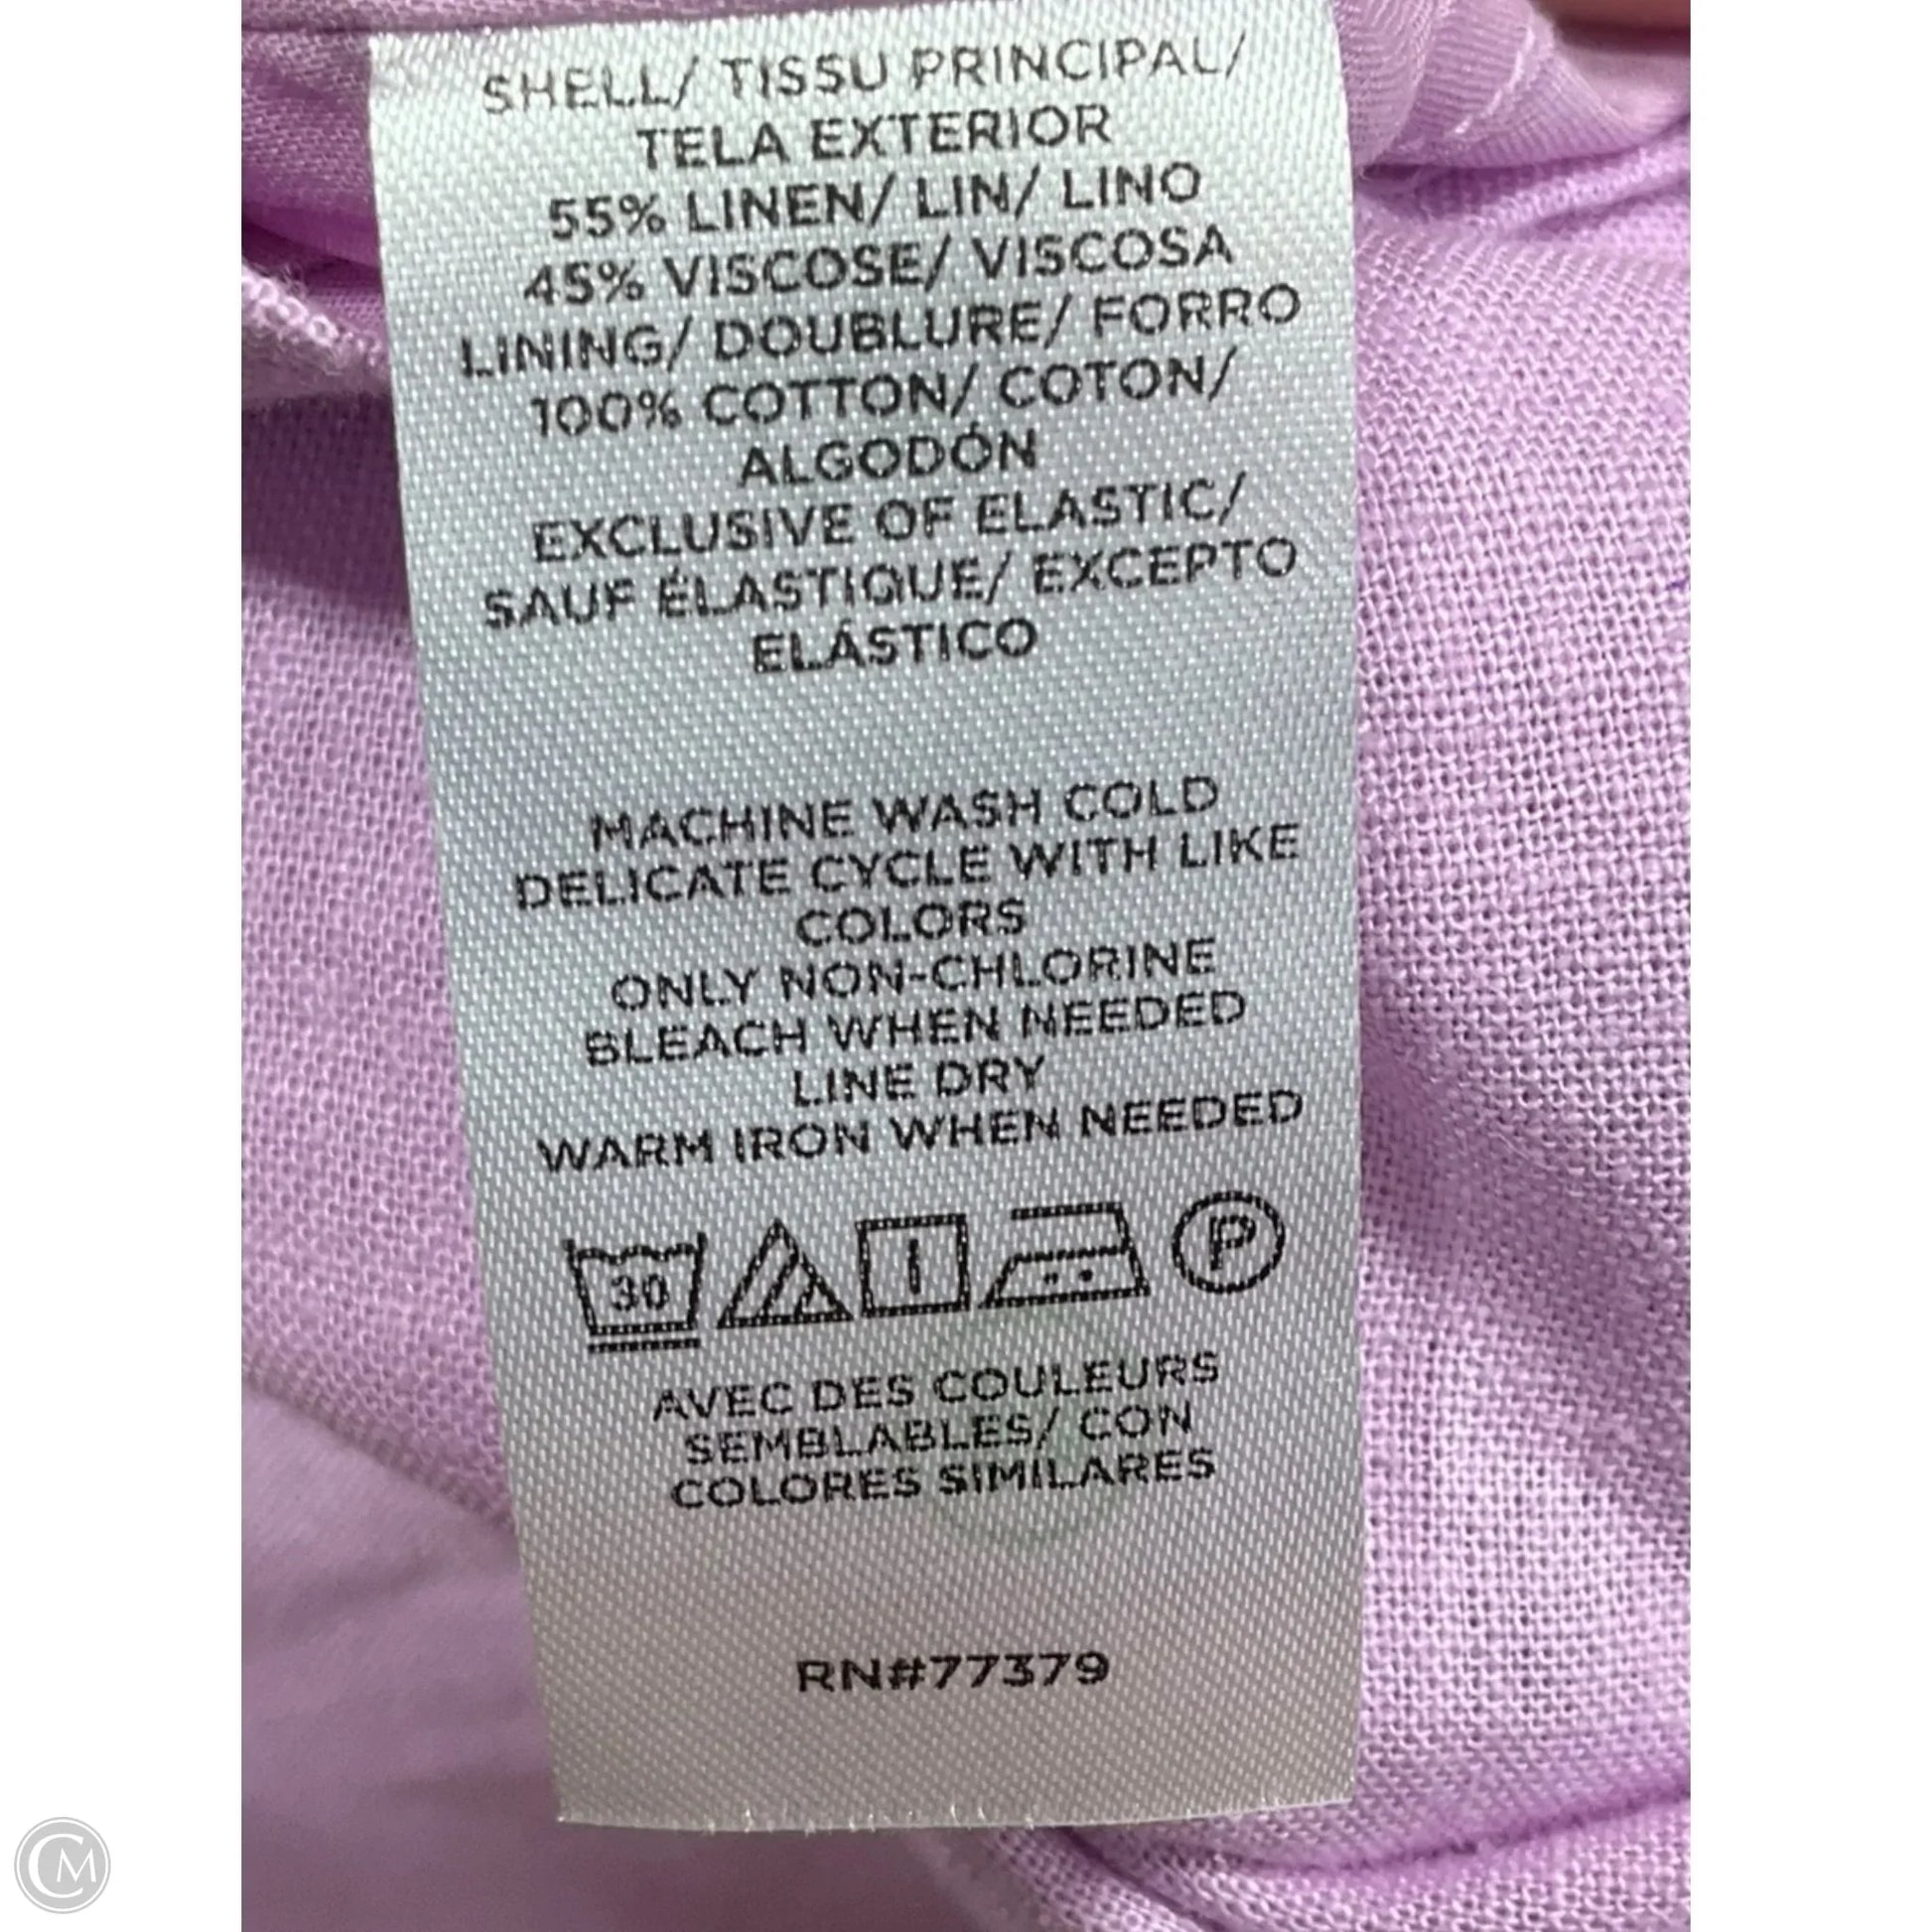 SHELL/ TISSU PRINCIPAL/
TELA EXTERIOR
55% LINEN/ LIN/ LINO
45% VISCOSE/ VISCOSA
LINING/ DOUBLURE/ FORRO
100% COTTON/ COTON/
ALGODÓN
EXCLUSIVE OF ELASTIC/
SAUF ÉLASTIQUE/ EXCEPTO
ELÁSTICO
MACHINE WASH COLD
DELICATE CYCLE WITH LIKE
COLORS
ONLY NON-CHLORINE
BLEACH WHEN NEEDED
LINE DRY
WARM IRON WHEN NEEDED
30 P
AVEC DES COULEURS
SEMBLABLES/ CON
COLORES SIMILARES
RN#77379
CM